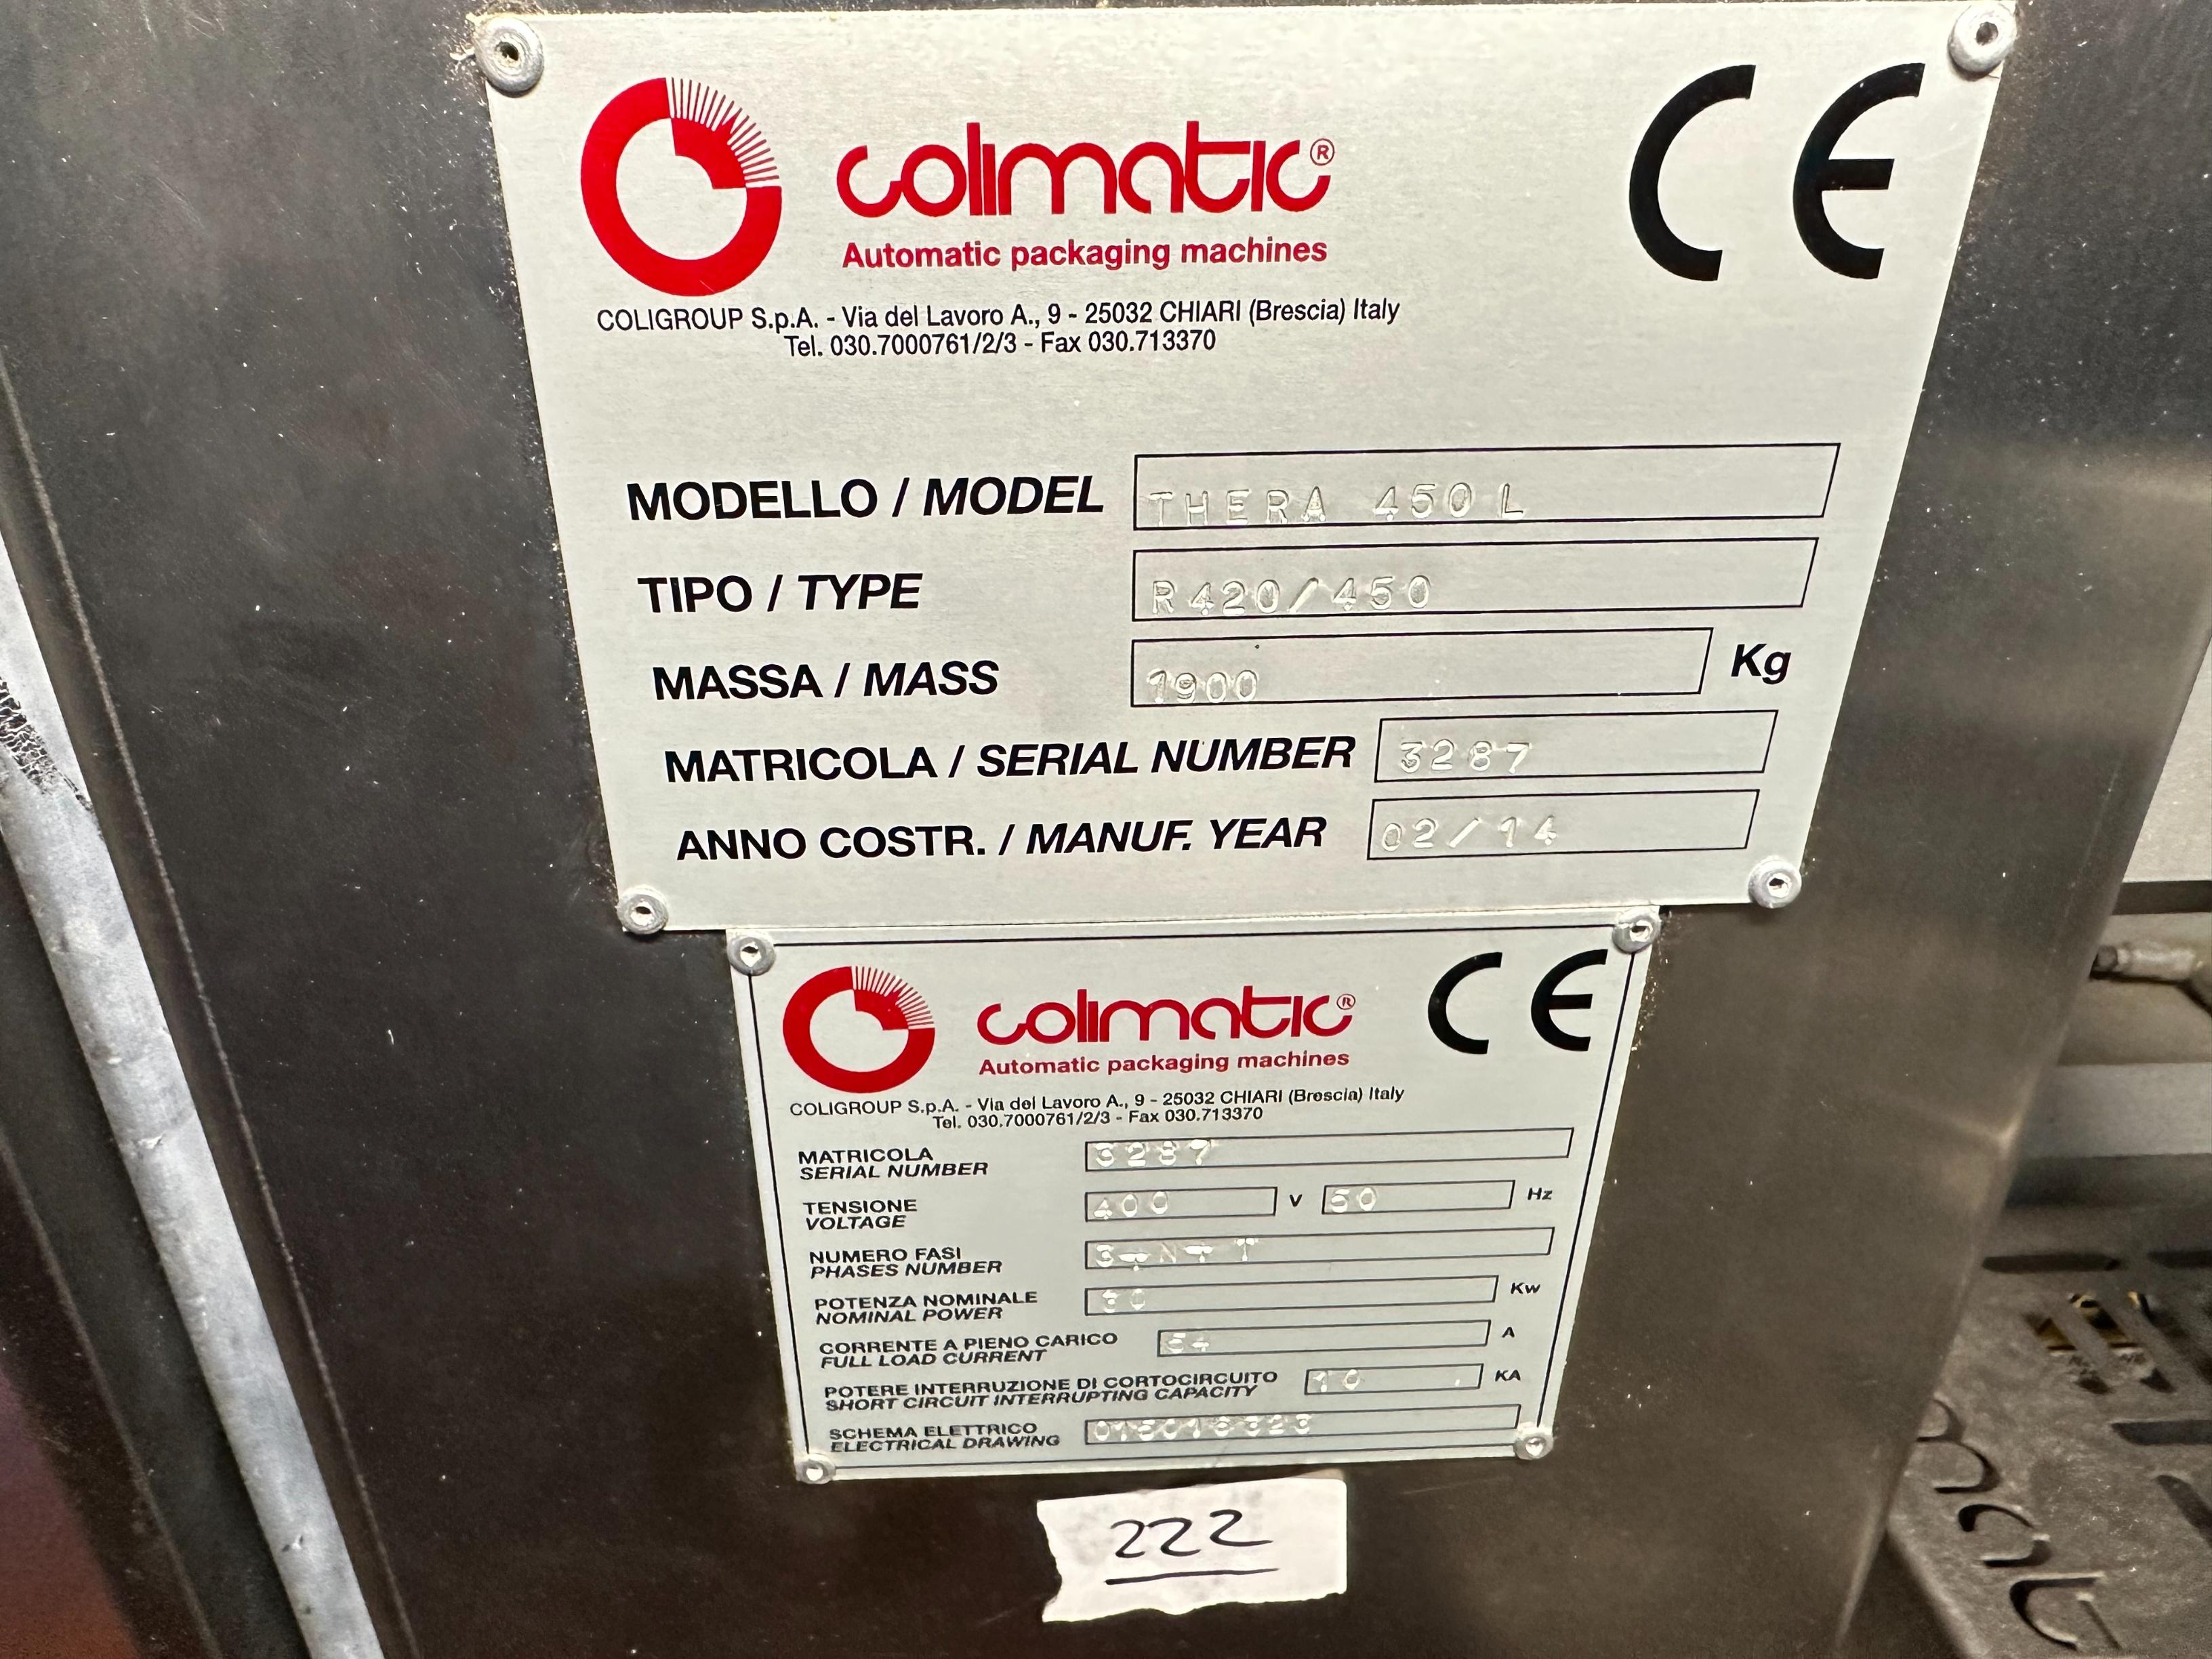 colimatic®
CE
Automatic packaging machines
COLIGROUP S.p.A. - Via del Lavoro A., 9 - 25032 CHIARI (Brescia) Italy
Tel. 030.7000761/2/3 - Fax 030.713370
MODELLO / MODEL THERA 450 L
TIPO / TYPE R420/450
MASSA / MASS 1900 Kg
MATRICOLA / SERIAL NUMBER 3287
ANNO COSTR. / MANUF. YEAR 02/14
colimatic®
CE
Automatic packaging machines
COLIGROUP S.p.A. - Via del Lavoro A., 9 - 25032 CHIARI (Brescia) Italy
Tel. 030.7000761/2/3 - Fax 030.713370
MATRICOLA
SERIAL NUMBER 3287
TENSIONE
VOLTAGE 400 V 50 Hz
NUMERO FASI
PHASES NUMBER 3+N+T
POTENZA NOMINALE
NOMINAL POWER 30 Kw
CORRENTE A PIENO CARICO
FULL LOAD CURRENT 54 A
POTERE INTERRUZIONE DI CORTOCIRCUITO
SHORT CIRCUIT INTERRUPTING CAPACITY 10 KA
SCHEMA ELETTRICO
ELECTRICAL DRAWING
222